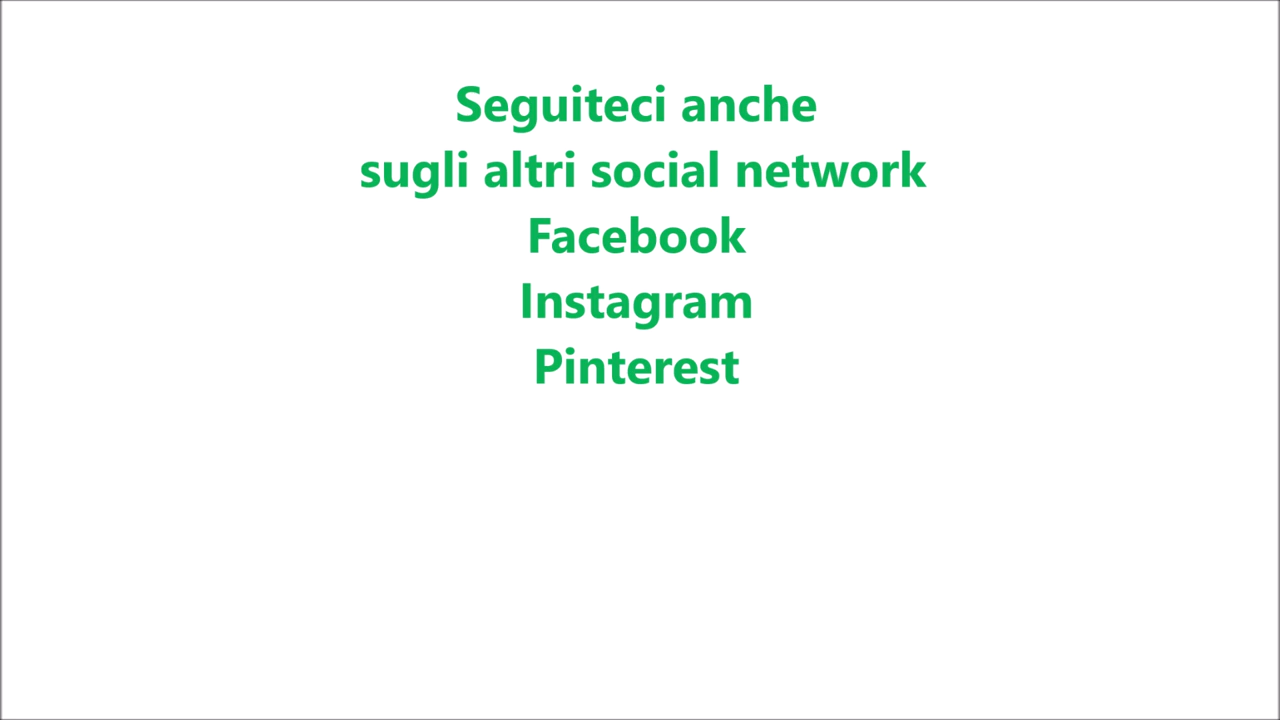 Seguiteci anche
sugli altri social network
Facebook
Instagram
Pinterest